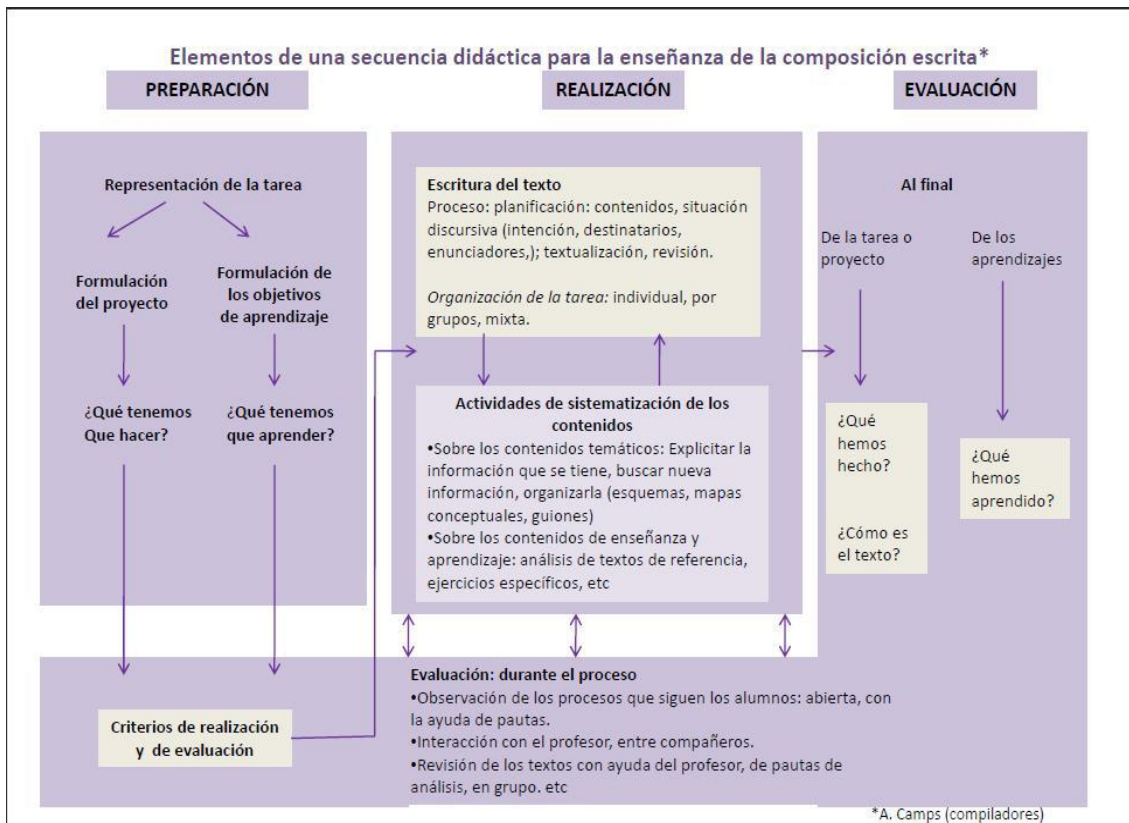 Elementos de una secuencia didáctica para la enseñanza de la composición escrita*
PREPARACIÓN
REALIZACIÓN
EVALUACIÓN
Representación de la tarea
Formulación
del proyecto
Formulación de
los objetivos
de aprendizaje
¿Qué tenemos
Que hacer?
¿Qué tenemos
que aprender?
Criterios de realización
y de evaluación
Escritura del texto
Proceso: planificación: contenidos, situación
discursiva (intención, destinatarios,
enunciadores,); textualización, revisión.
Organización de la tarea: individual, por
grupos, mixta.
Actividades de sistematización de los
contenidos
•Sobre los contenidos temáticos: Explicitar la
información que se tiene, buscar nueva
información, organizarla (esquemas, mapas
conceptuales, guiones)
•Sobre los contenidos de enseñanza y
aprendizaje: análisis de textos de referencia,
ejercicios específicos, etc
Evaluación: durante el proceso
•Observación de los procesos que siguen los alumnos: abierta, con
la ayuda de pautas.
•Interacción con el profesor, entre compañeros.
•Revisión de los textos con ayuda del profesor, de pautas de
análisis, en grupo. etc
Al final
De la tarea o
proyecto
De los
aprendizajes
¿Qué
hemos
hecho?
¿Cómo es
el texto?
¿Qué
hemos
aprendido?
*A. Camps (compiladores)